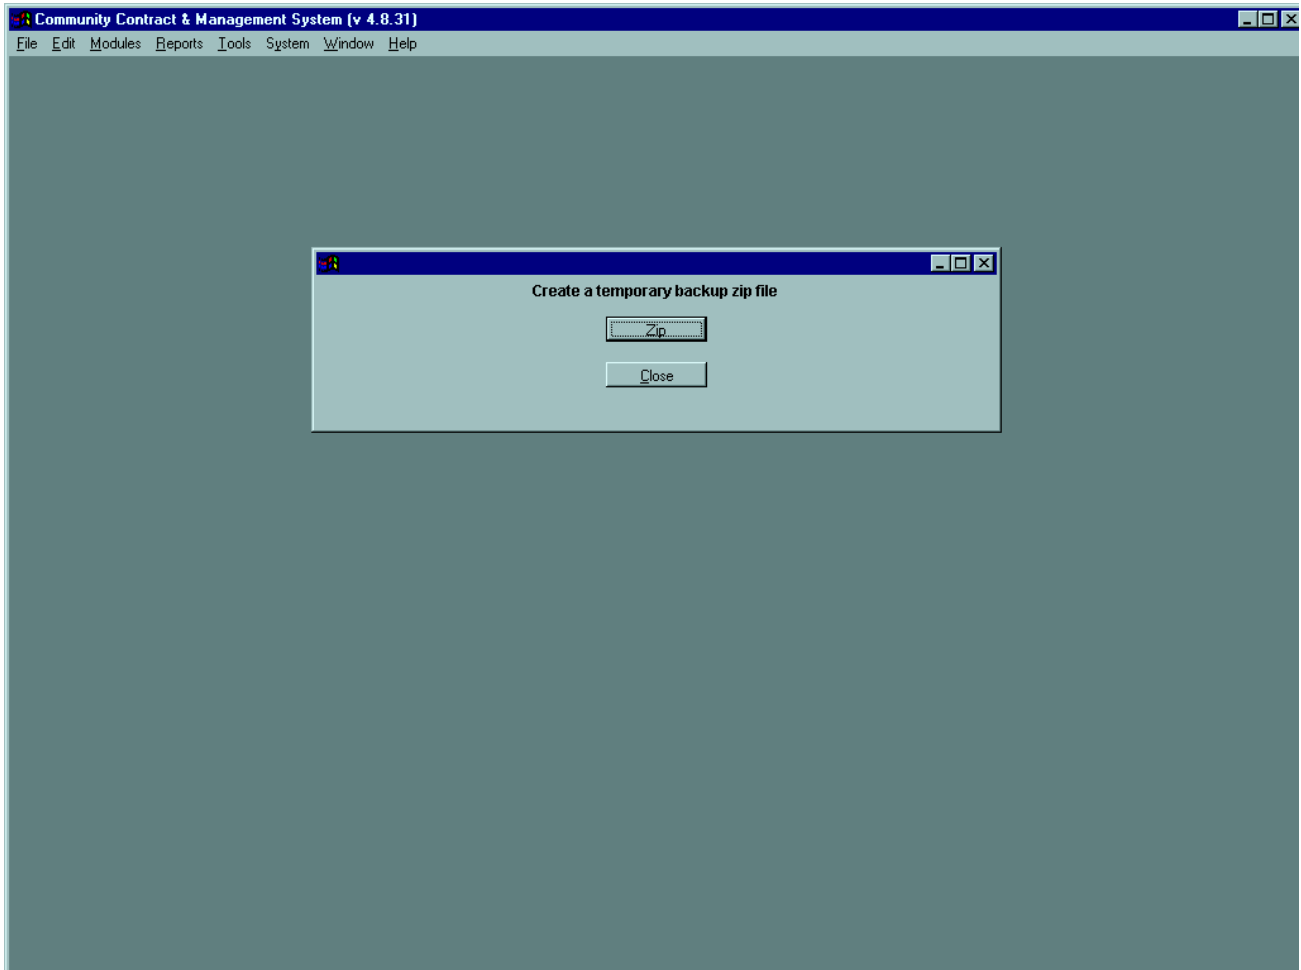 Community Contract & Management System (v 4.8.31)
File Edit Modules Reports Tools System Window Help
Create a temporary backup zip file
Zip
Close